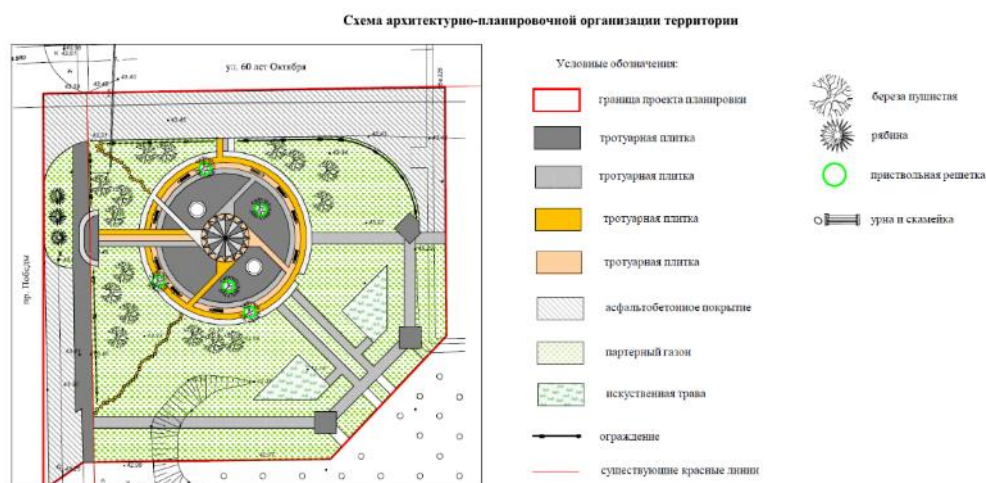 Схема архитектурно-планировочной организации территории
ул. 60 лет Октября
пр. Победы
Условные обозначения:
граница проекта планировки
тротуарная плитка
тротуарная плитка
тротуарная плитка
тротуарная плитка
асфальтобетонное покрытие
партерный газон
искуственная трава
ограждение
существующие красные линии
береза пушистая
рябина
приствольная решетка
урна и скамейка